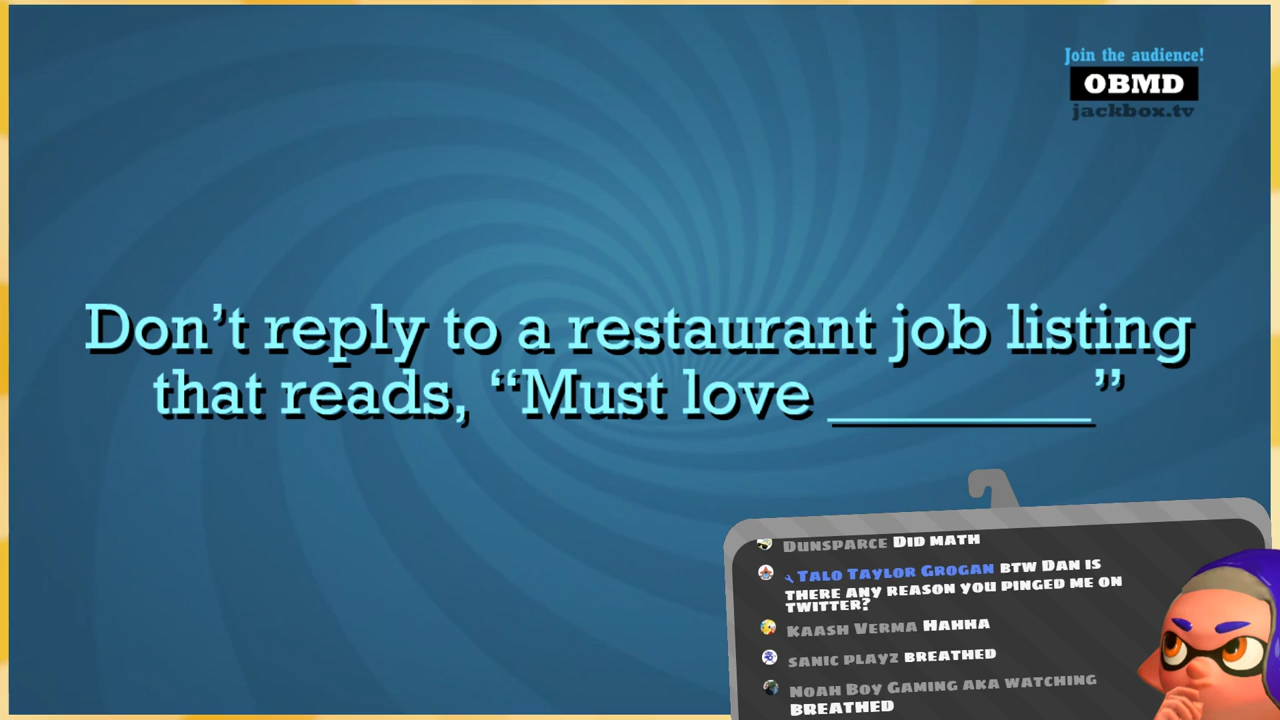 Join the audience!
OBMD
jackbox.tv
Don't reply to a restaurant job listing
that reads, “Must love ________”
Dunsparce Did math
Talo Taylor Grogan btw Dan is
there any reason you pinged me on
twitter?
Kaash Verma Hahha
sanic playz breathed
Noah Boy Gaming aka watching
breathed